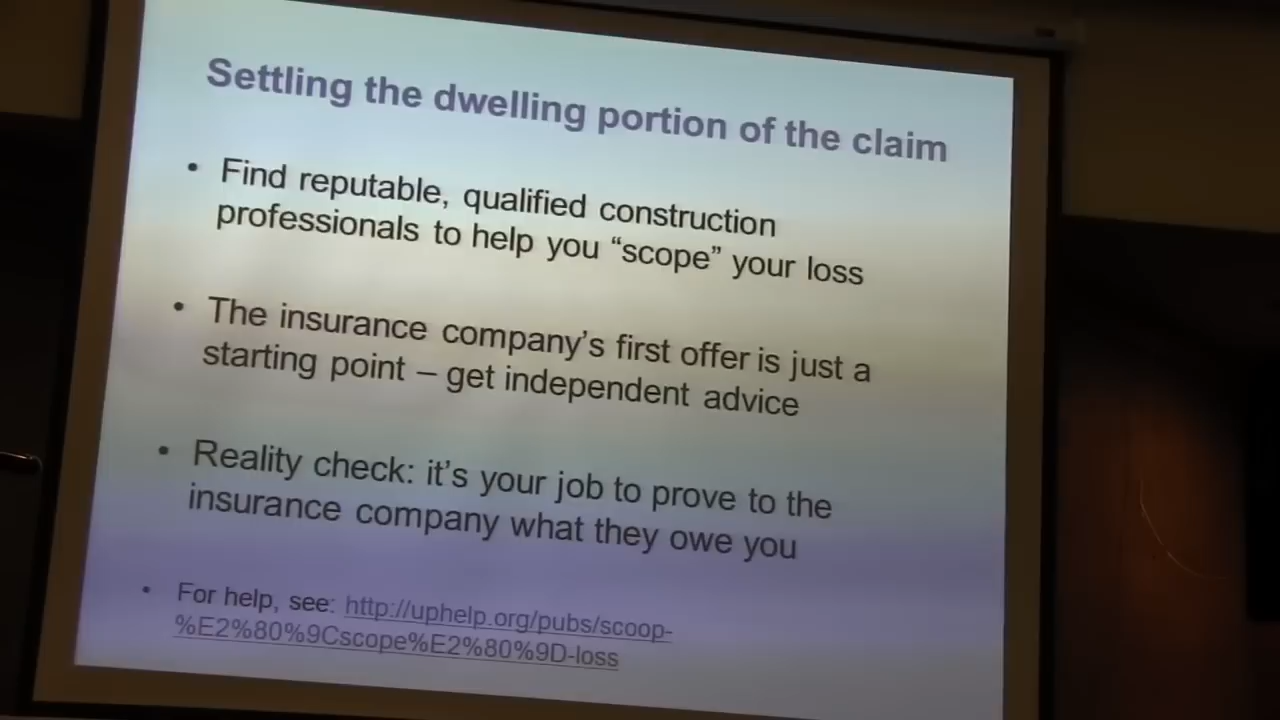 Settling the dwelling portion of the claim
• Find reputable, qualified construction
professionals to help you “scope” your loss
• The insurance company’s first offer is just a
starting point – get independent advice
• Reality check: it’s your job to prove to the
insurance company what they owe you
• For help, see: http://uphelp.org/pubs/scoop-
%E2%80%9Cscope%E2%80%9D-loss